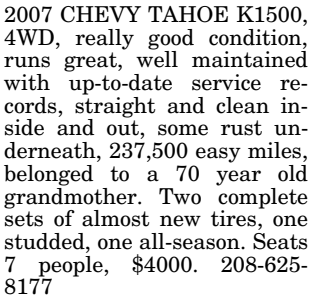 2007 CHEVY TAHOE K1500,
4WD, really good condition,
runs great, well maintained
with up-to-date service re-
cords, straight and clean in-
side and out, some rust un-
derneath, 237,500 easy miles,
belonged to a 70 year old
grandmother. Two complete
sets of almost new tires, one
studded, one all-season. Seats
7 people, $4000. 208-625-
8177